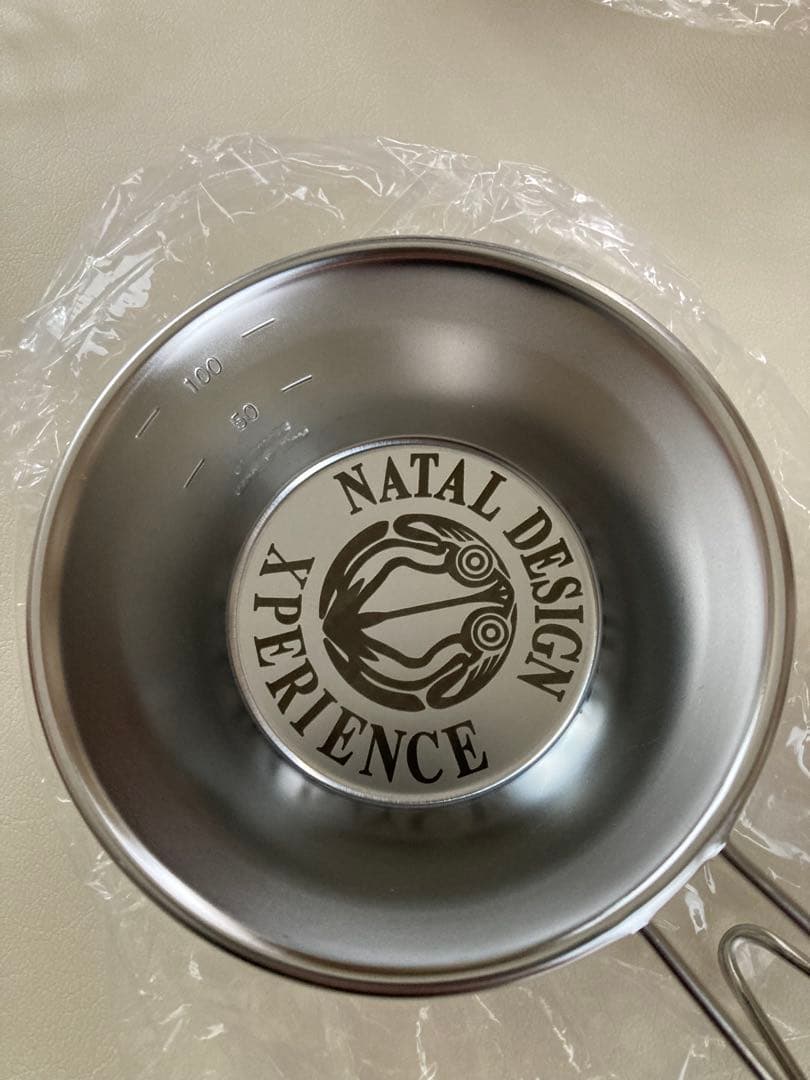 100
50
NATAL DESIGN
XPERIENCE